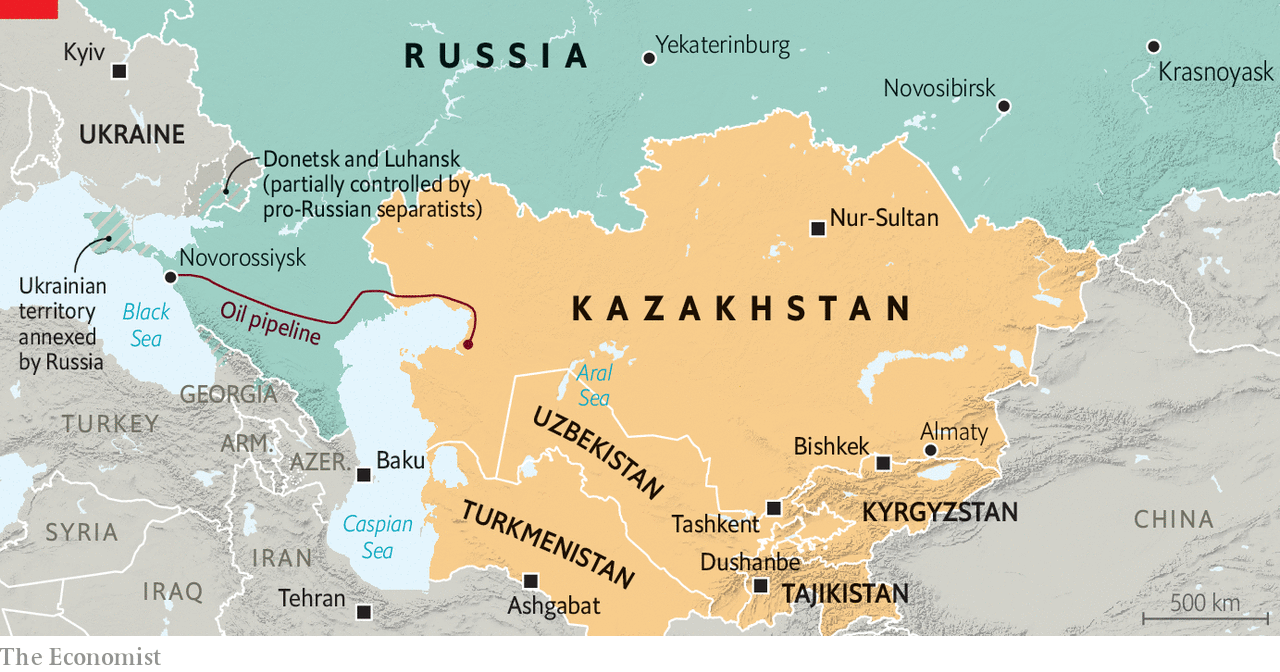 Kyiv
RUSSIA
Yekaterinburg
Krasnoyask
Novosibirsk
UKRAINE
Donetsk and Luhansk
(partially controlled by
pro-Russian separatists)
Nur-Sultan
Novorossiysk
Ukrainian
territory
annexed
by Russia
Black
Sea
Oil pipeline
KAZAKHSTAN
Aral
Sea
GEORGIA
TURKEY
ARM.
AZER.
Baku
UZBEKISTAN
Bishkek
Almaty
Caspian
Sea
TURKMENISTAN
Tashkent
KYRGYZSTAN
CHINA
SYRIA
IRAN
Dushanbe
TAJIKISTAN
IRAQ
Tehran
Ashgabat
500 km
The Economist